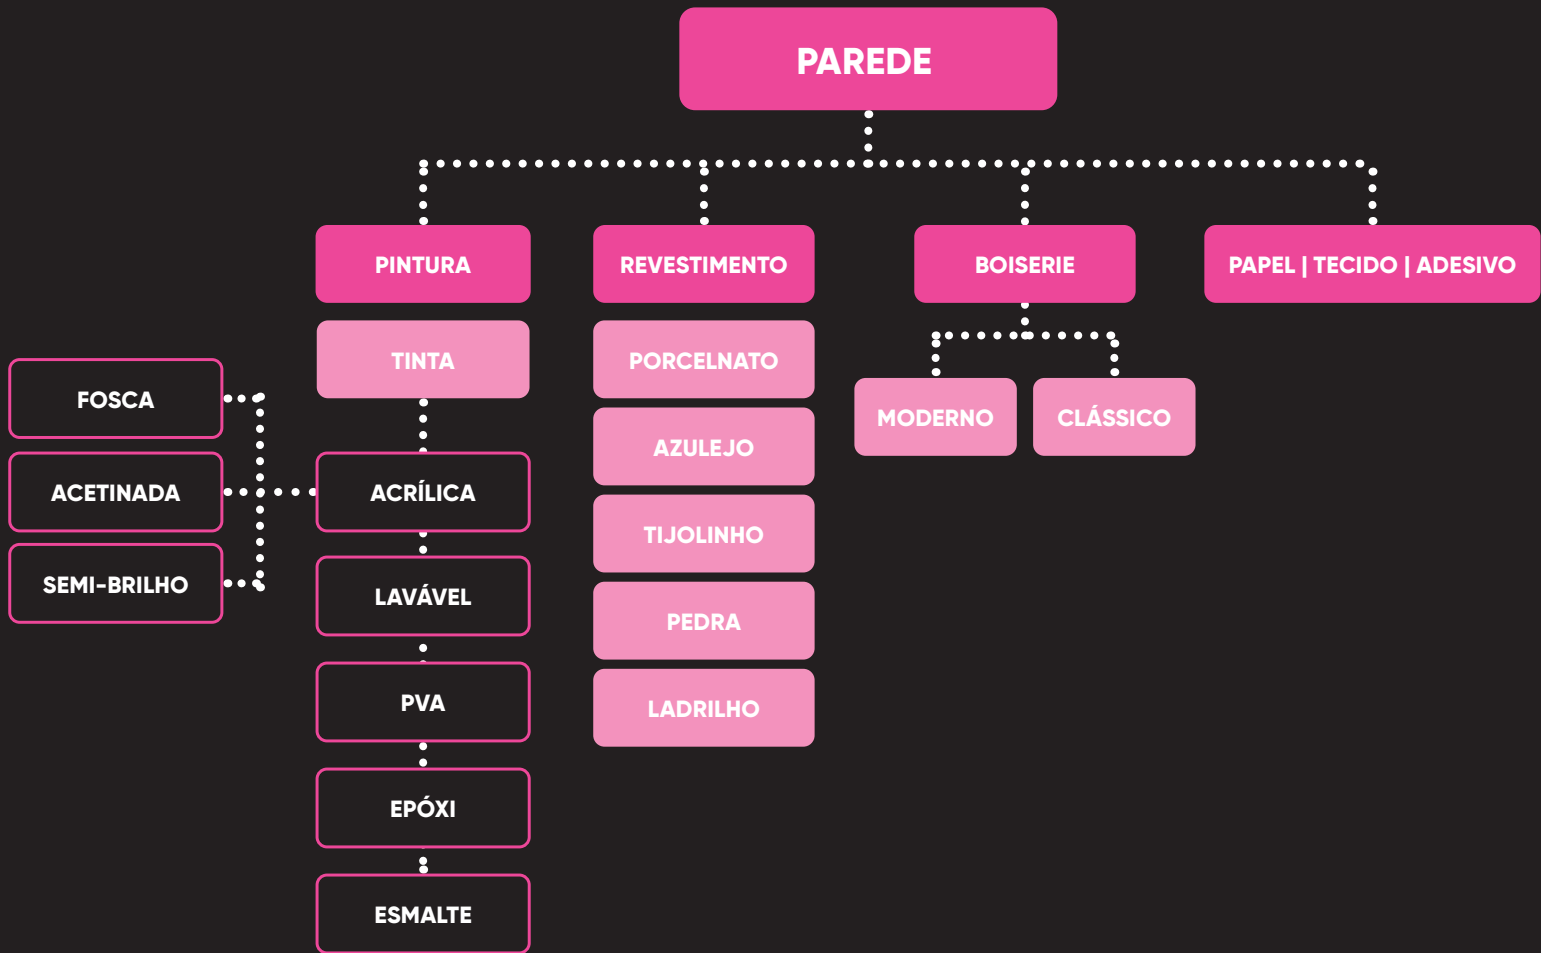 PAREDE
PINTURA
REVESTIMENTO
BOISERIE
PAPEL | TECIDO | ADESIVO
TINTA
PORCELNATO
FOSCA
MODERNO
CLÁSSICO
AZULEJO
ACETINADA
ACRÍLICA
TIJOLINHO
SEMI-BRILHO
LAVÁVEL
PEDRA
PVA
LADRILHO
EPÓXI
ESMALTE